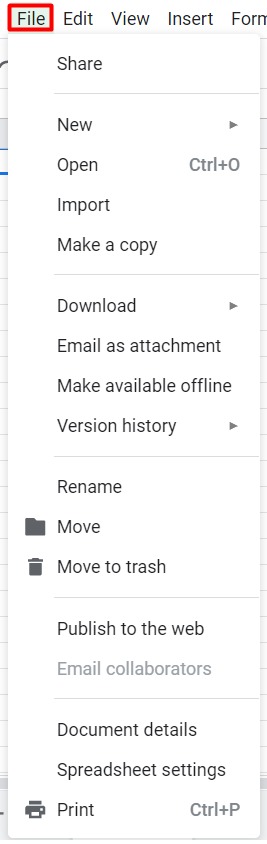 File Edit View Insert Form
Share
New
Open Ctrl+O
Import
Make a copy
Download
Email as attachment
Make available offline
Version history
Rename
Move
Move to trash
Publish to the web
Email collaborators
Document details
Spreadsheet settings
Print Ctrl+P